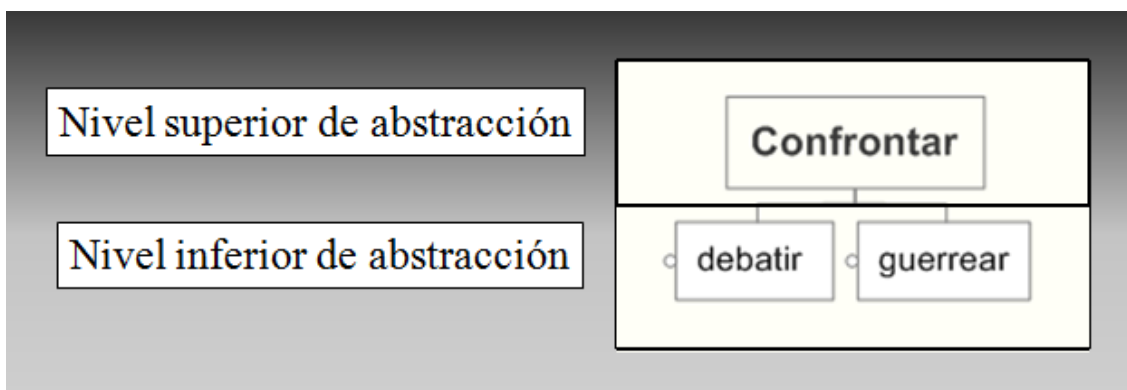 Nivel superior de abstracción
Confrontar
Nivel inferior de abstracción
debatir
guerrear